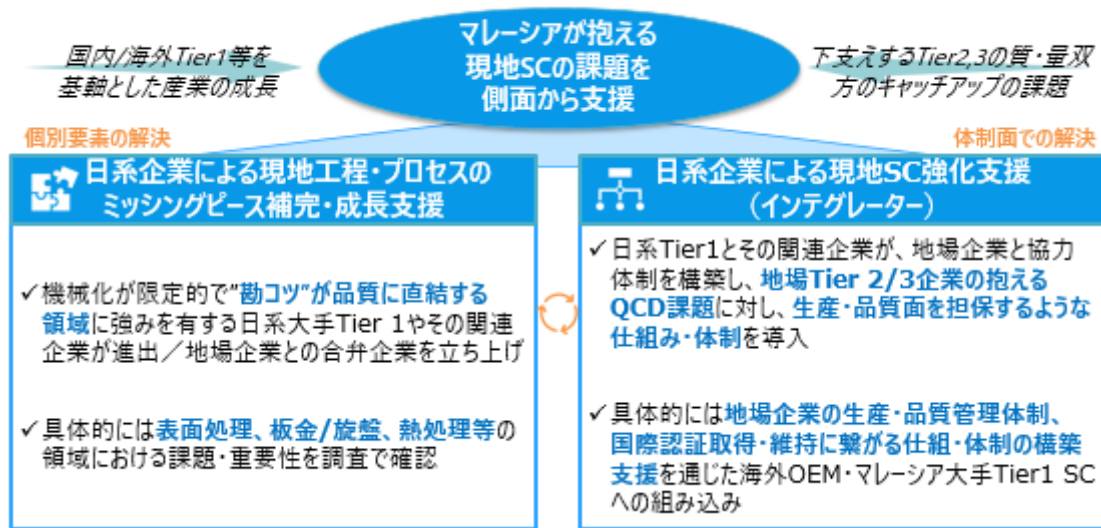 マレーシアが抱える
現地SCの課題を
側面から支援
国内/海外Tier1等を
基軸とした産業の成長
下支えするTier2,3の質・量双
方のキャッチアップの課題
個別要素の解決
体制面での解決
日系企業による現地工程・プロセスの
ミッシングピース補完・成長支援
✓機械化が限定的で"勘コツ"が品質に直結する
領域に強みを有する日系大手Tier 1やその関連
企業が進出／地場企業との合弁企業を立ち上げ
✓具体的には表面処理、板金/旋盤、熱処理等の
領域における課題・重要性を調査で確認
日系企業による現地SC強化支援
（インテグレーター）
✓日系Tier1とその関連企業が、地場企業と協力
体制を構築し、地場Tier 2/3企業の抱える
QCD課題に対し、生産・品質面を担保するような
仕組み・体制を導入
✓具体的には地場企業の生産・品質管理体制、
国際認証取得・維持に繋がる仕組・体制の構築
支援を通じた海外OEM・マレーシア大手Tier1 SC
への組み込み